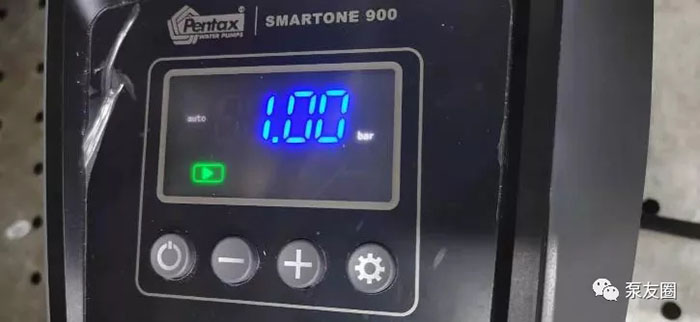 Pentax
WATER PUMPS
SMARTONE 900
auto
1.00
bar
泵友圈